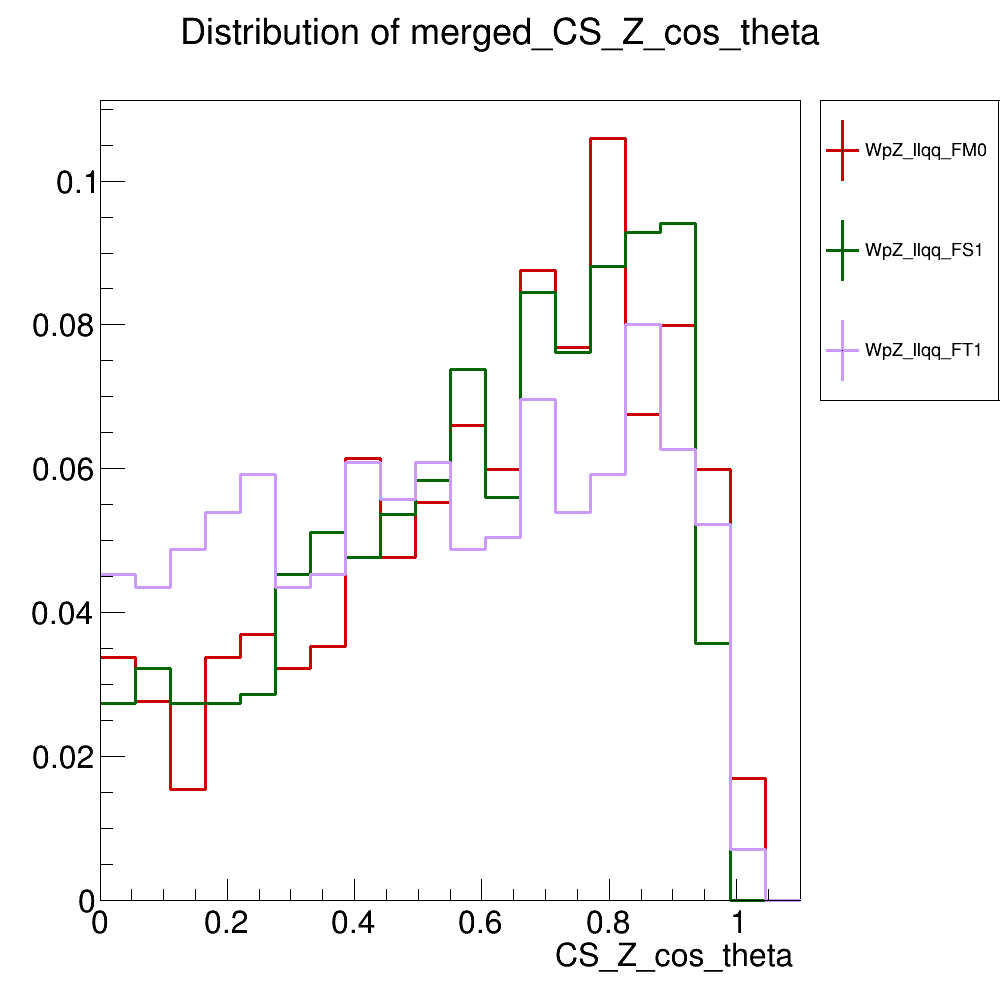 Distribution of merged_CS_Z_cos_theta
WpZ_llqq_FM0
WpZ_llqq_FS1
WpZ_llqq_FT1
0.1
0.08
0.06
0.04
0.02
0
0 0.2 0.4 0.6 0.8 1
CS_Z_cos_theta